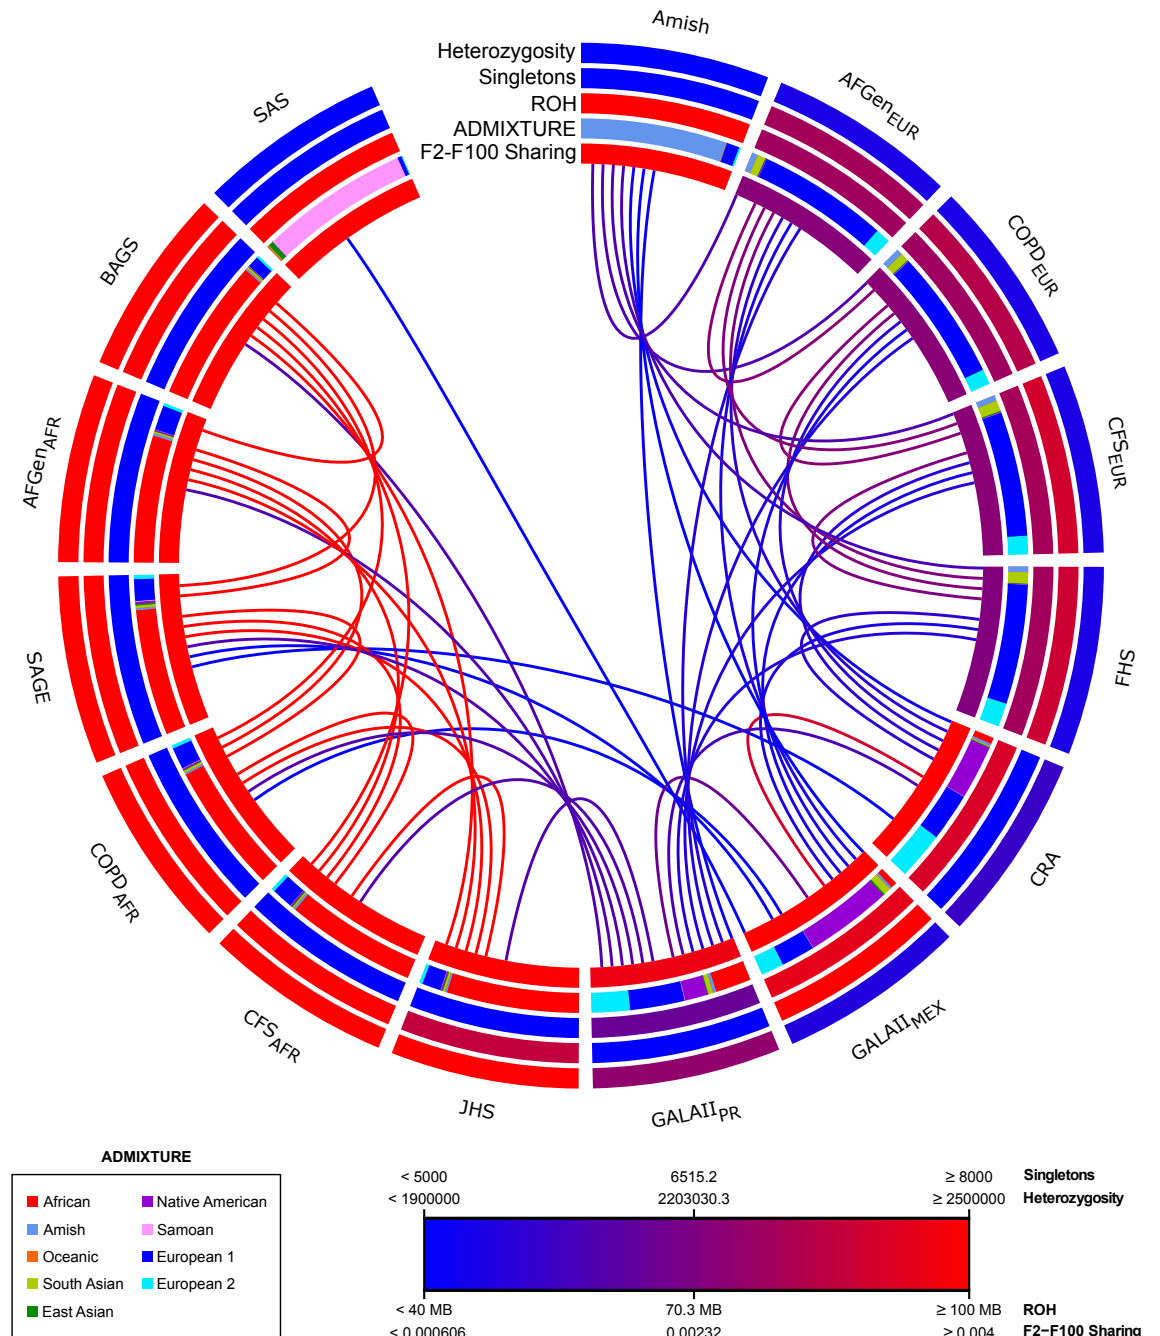 Amish
Heterozygosity
Singletons
ROH
ADMIXTURE
F2-F100 Sharing
AFGenEUR
COPDEUR
CFSEUR
FHS
CRA
GALAIIMEX
GALAIIPR
JHS
CFSAFR
COPDAFR
SAGE
AFGenAFR
BAGS
SAS
ADMIXTURE
African
Native American
Amish
Samoan
Oceanic
European 1
South Asian
European 2
East Asian
< 5000 6515.2 ≥ 8000 Singletons
< 1900000 2203030.3 ≥ 2500000 Heterozygosity
< 40 MB 70.3 MB ≥ 100 MB ROH
< 0.000606 0.00232 ≥ 0.004 F2−F100 Sharing